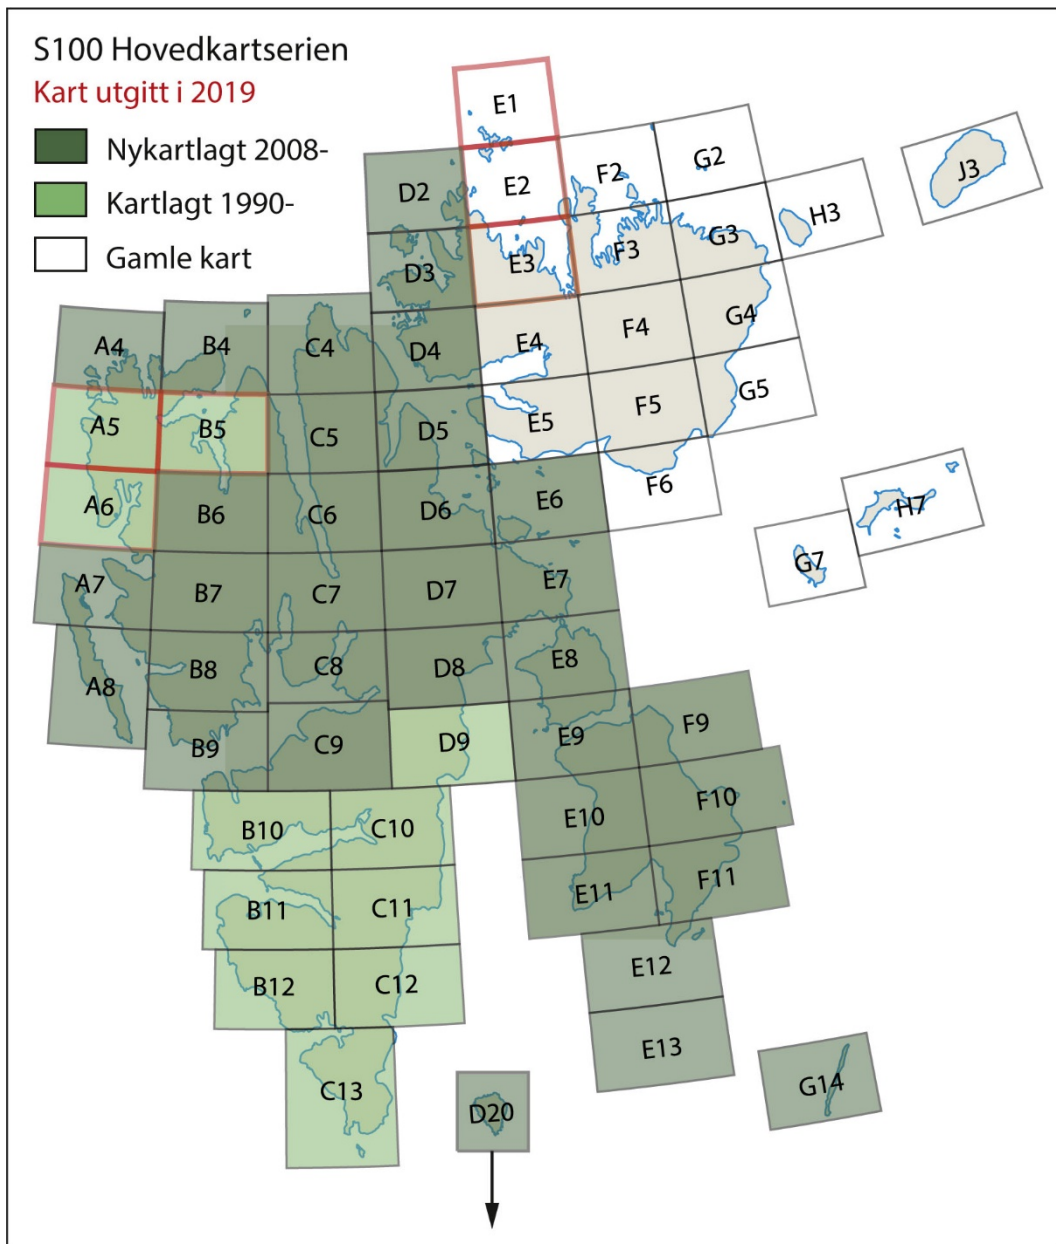 S100 Hovedkartserien
Kart utgitt i 2019
Nykartlagt 2008-
Kartlagt 1990-
Gamle kart
E1
D2
E2
F2
G2
J3
D3
E3
F3
G3
H3
A4
B4
C4
D4
E4
F4
G4
A5
B5
C5
D5
E5
F5
G5
A6
B6
C6
D6
E6
F6
H7
A7
B7
C7
D7
E7
G7
A8
B8
C8
D8
E8
B9
C9
D9
E9
F9
B10
C10
E10
F10
B11
C11
E11
F11
B12
C12
E12
C13
E13
G14
D20